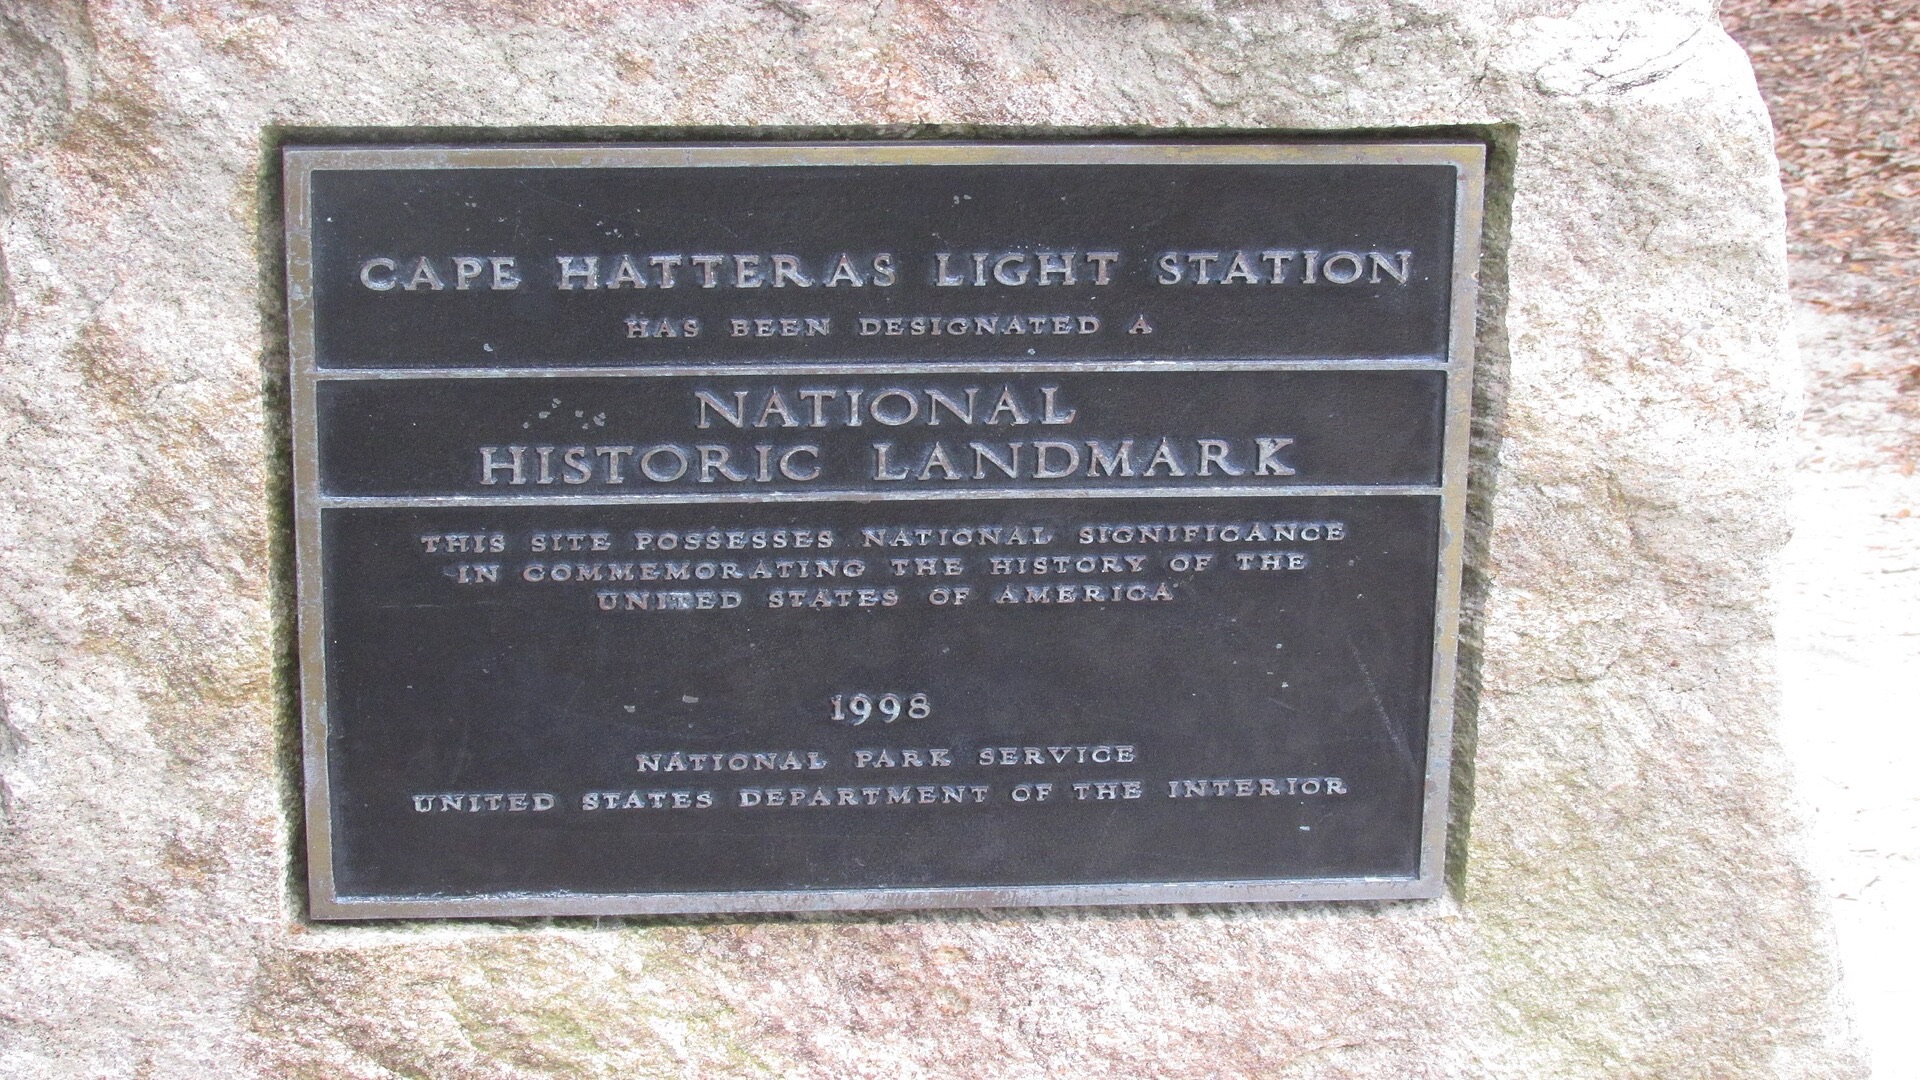 CAPE HATTERAS LIGHT STATION
HAS BEEN DESIGNATED A
NATIONAL
HISTORIC LANDMARK
THIS SITE POSSESSES NATIONAL SIGNIFICANCE
IN COMMEMORATING THE HISTORY OF THE
UNITED STATES OF AMERICA
1998
NATIONAL PARK SERVICE
UNITED STATES DEPARTMENT OF THE INTERIOR